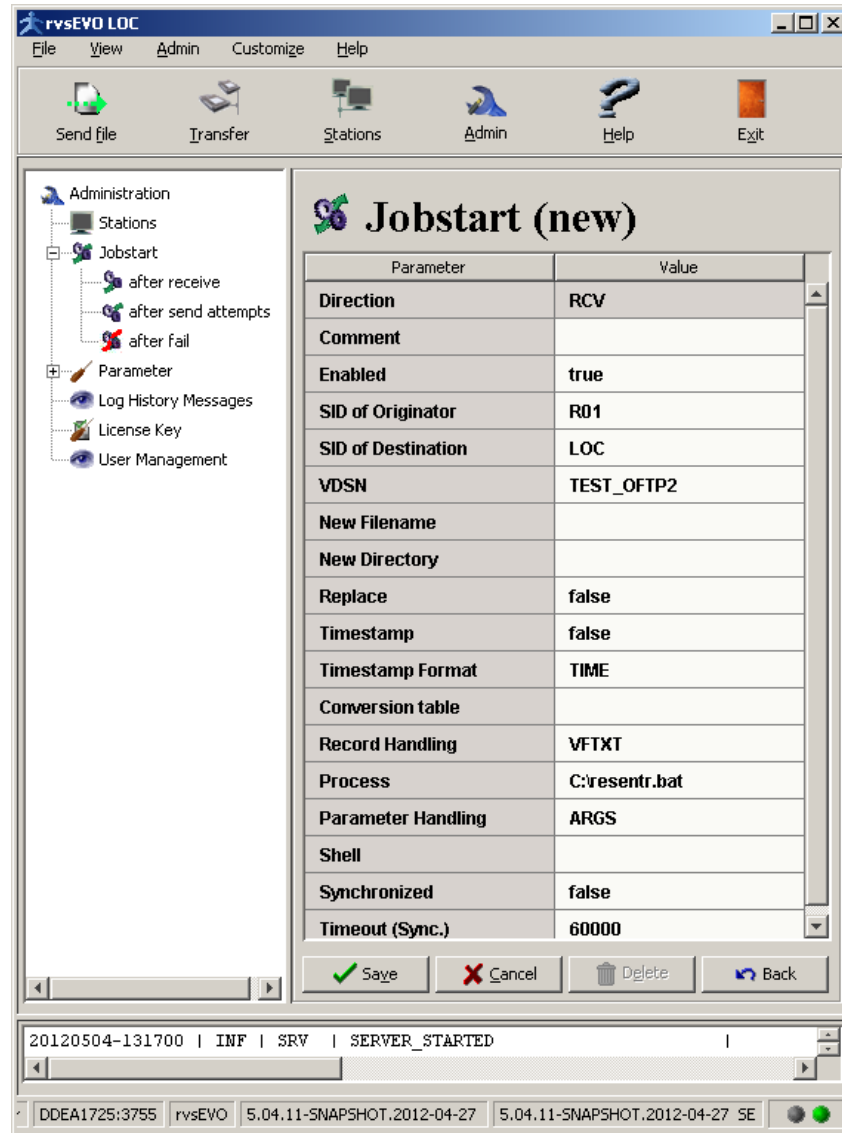 rvsEVO LOC
File View Admin Customize Help
Send file Transfer Stations Admin Help Exit
Administration
Stations
Jobstart
after receive
after send attempts
after fail
Parameter
Log History Messages
License Key
User Management
Jobstart (new)
Parameter Value
Direction RCV
Comment
Enabled true
SID of Originator R01
SID of Destination LOC
VDSN TEST_OFTP2
New Filename
New Directory
Replace false
Timestamp false
Timestamp Format TIME
Conversion table
Record Handling VFTXT
Process C:\resentr.bat
Parameter Handling ARGS
Shell
Synchronized false
Timeout (Sync.) 60000
Save Cancel Delete Back
20120504-131700 | INF | SRV | SERVER_STARTED |
DDEA1725:3755 rvsEVO 5.04.11-SNAPSHOT.2012-04-27 5.04.11-SNAPSHOT.2012-04-27 SE